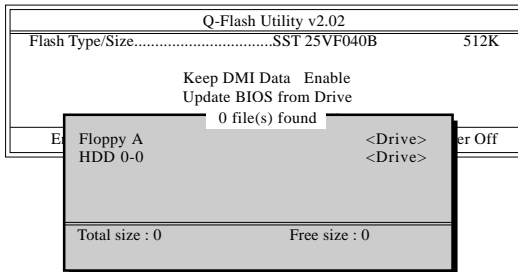 Q-Flash Utility v2.02
Flash Type/Size.................................SST 25VF040B 512K
Keep DMI Data Enable
Update BIOS from Drive
0 file(s) found
Floppy A <Drive>
HDD 0-0 <Drive>
Off
Total size : 0 Free size : 0